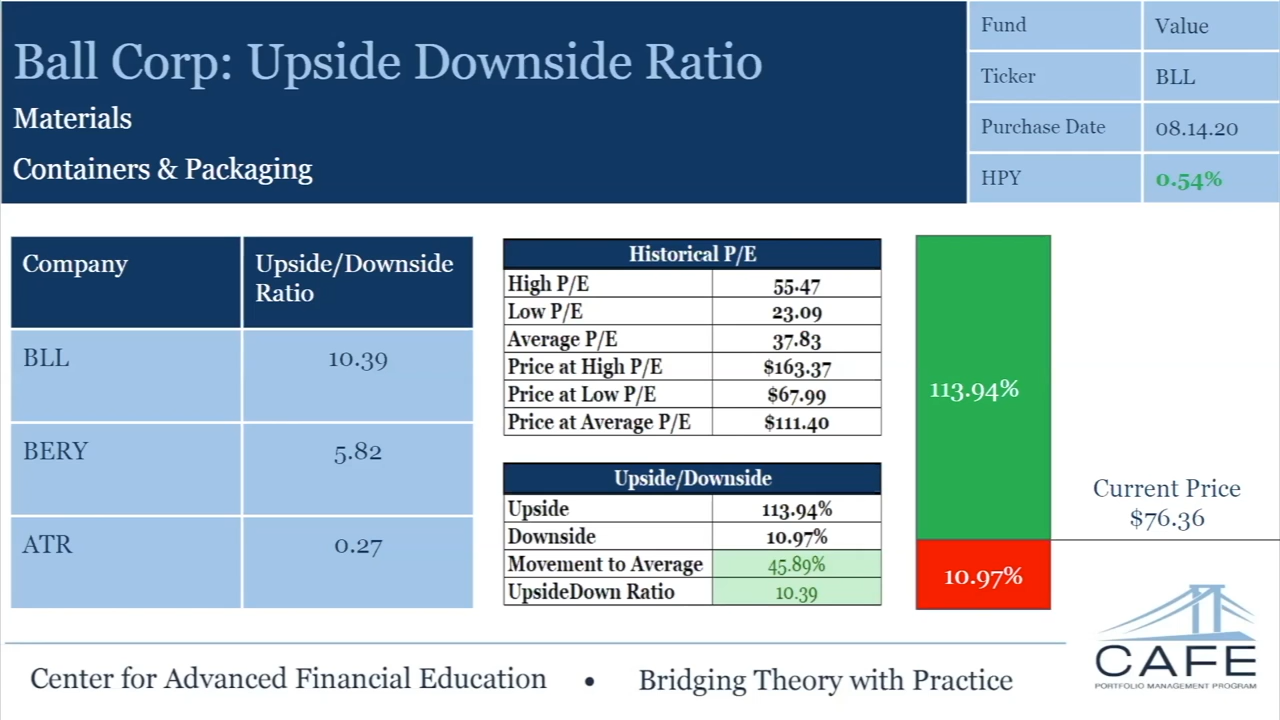 Ball Corp: Upside Downside Ratio
Materials
Containers & Packaging
Fund Value
Ticker BLL
Purchase Date 08.14.20
HPY 0.54%
Company Upside/Downside
Ratio
BLL 10.39
BERY 5.82
ATR 0.27
Historical P/E
High P/E 55.47
Low P/E 23.09
Average P/E 37.83
Price at High P/E $163.37
Price at Low P/E $67.99
Price at Average P/E $111.40
Upside/Downside
Upside 113.94%
Downside 10.97%
Movement to Average 45.89%
UpsideDown Ratio 10.39
113.94%
10.97%
Current Price
$76.36
Center for Advanced Financial Education • Bridging Theory with Practice
CAFE
PORTFOLIO MANAGEMENT PROGRAM